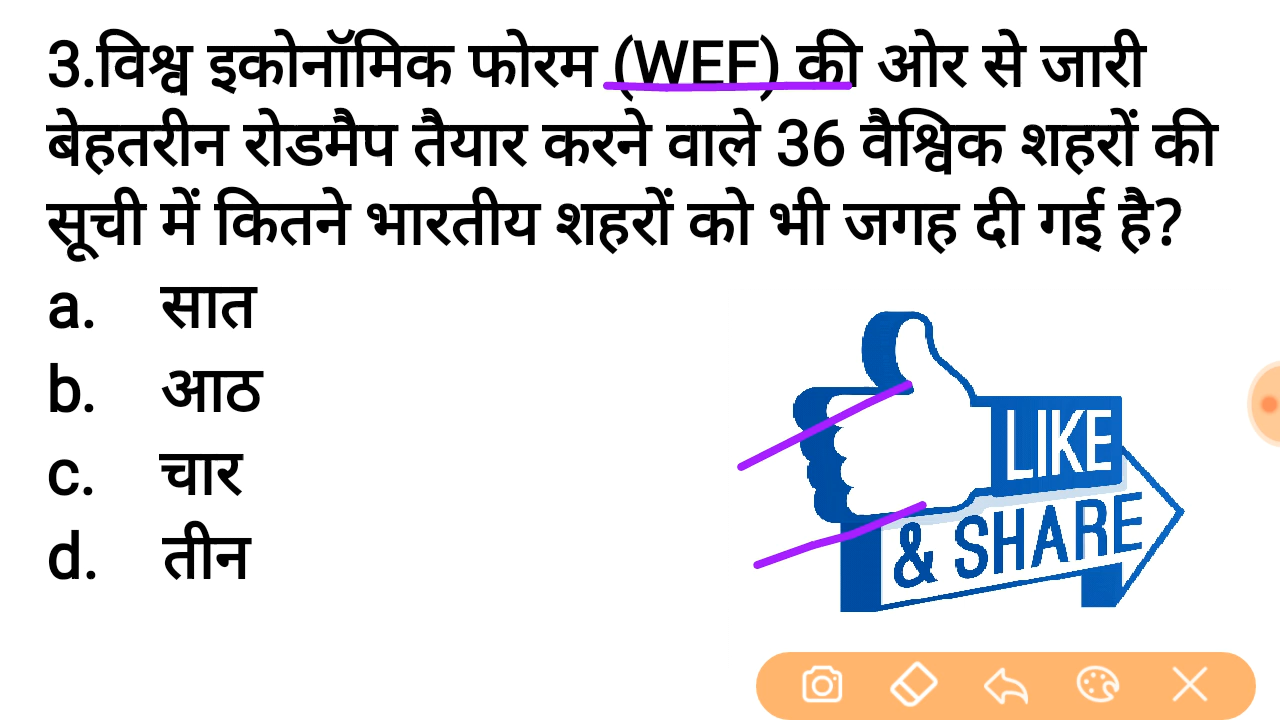 3.विश्व इकोनॉमिक फोरम (WEF) की ओर से जारी
बेहतरीन रोडमैप तैयार करने वाले 36 वैश्विक शहरों की
सूची में कितने भारतीय शहरों को भी जगह दी गई है?
a. सात
b. आठ
c. चार
d. तीन
LIKE
& SHARE